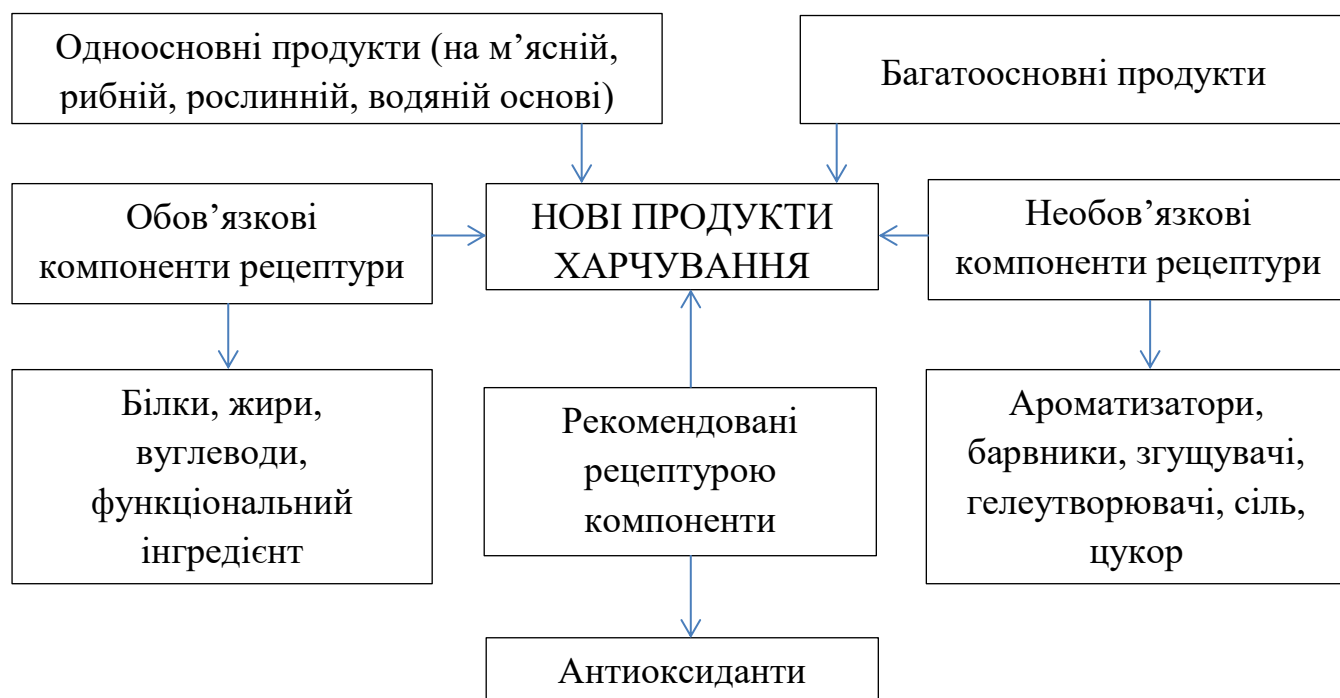 Одноосновні продукти (на м’ясній,
рибній, рослинній, водяній основі)
Багатоосновні продукти
Обов’язкові
компоненти рецептури
НОВІ ПРОДУКТИ
ХАРЧУВАННЯ
Необов’язкові
компоненти рецептури
Білки, жири,
вуглеводи,
функціональний
інгредієнт
Рекомендовані
рецептурою
компоненти
Ароматизатори,
барвники, згущувачі,
гелеутворювачі, сіль,
цукор
Антиоксиданти